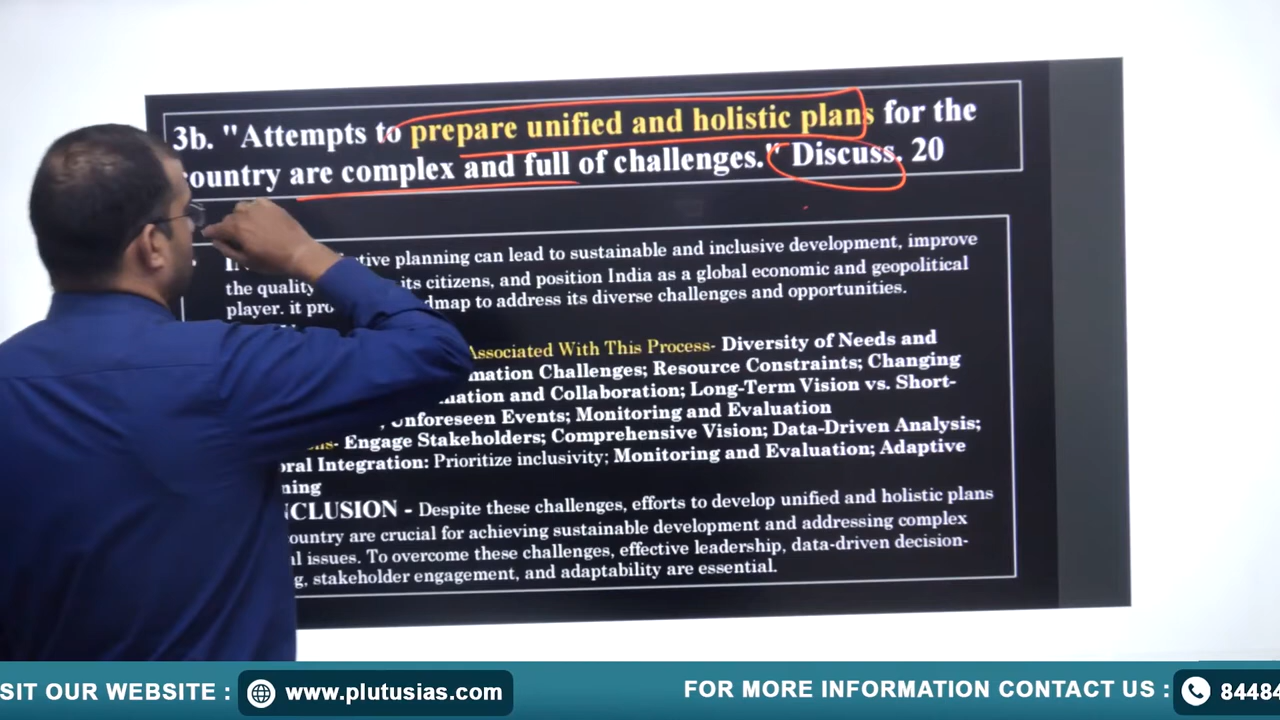 3b. "Attempts to prepare unified and holistic plans for the
ountry are complex and full of challenges." Discuss. 20
tive planning can lead to sustainable and inclusive development, improve
the quality its citizens, and position India as a global economic and geopolitical
player. it pro dmap to address its diverse challenges and opportunities.
Associated With This Process- Diversity of Needs and
mation Challenges; Resource Constraints; Changing
nation and Collaboration; Long-Term Vision vs. Short-
Unforeseen Events; Monitoring and Evaluation
ns- Engage Stakeholders; Comprehensive Vision; Data-Driven Analysis;
oral Integration: Prioritize inclusivity; Monitoring and Evaluation; Adaptive
ning
NCLUSION - Despite these challenges, efforts to develop unified and holistic plans
ountry are crucial for achieving sustainable development and addressing complex
l issues. To overcome these challenges, effective leadership, data-driven decision-
g, stakeholder engagement, and adaptability are essential.
SIT OUR WEBSITE : www.plutusias.com FOR MORE INFORMATION CONTACT US : 84484